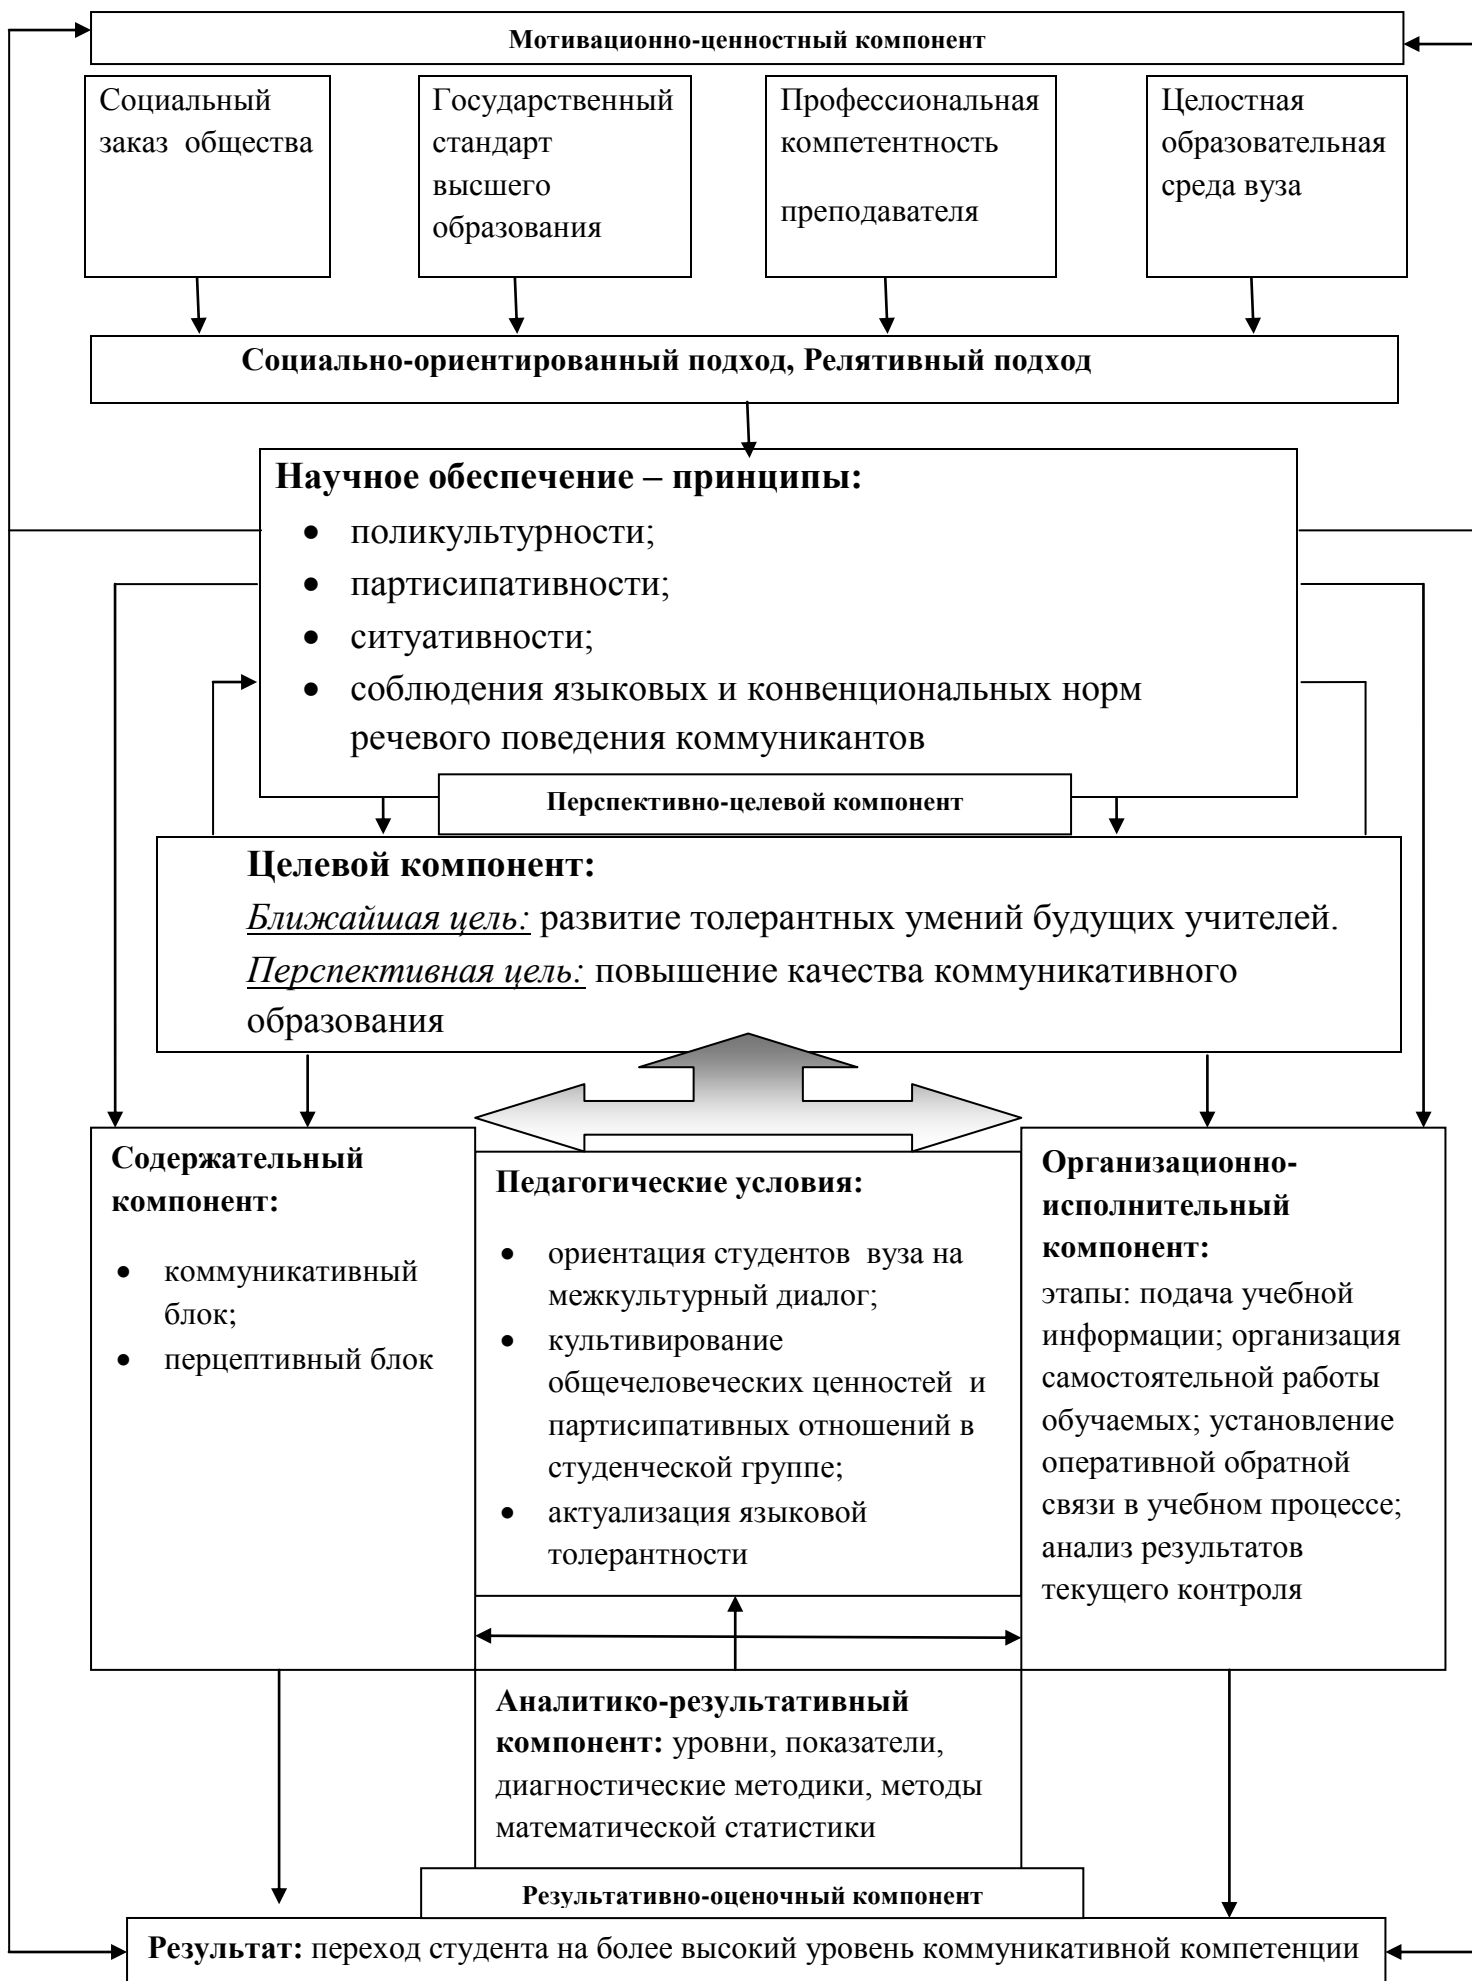 Мотивационно-ценностный компонент
Социальный
заказ общества
Государственный
стандарт
высшего
образования
Профессиональная
компетентность
преподавателя
Целостная
образовательная
среда вуза
Социально-ориентированный подход, Релятивный подход
Научное обеспечение – принципы:
• поликультурности;
• партисипативности;
• ситуативности;
• соблюдения языковых и конвенциональных норм
речевого поведения коммуникантов
Перспективно-целевой компонент
Целевой компонент:
Ближайшая цель: развитие толерантных умений будущих учителей.
Перспективная цель: повышение качества коммуникативного
образования
Содержательный
компонент:
• коммуникативный
блок;
• перцептивный блок
Педагогические условия:
• ориентация студентов вуза на
межкультурный диалог;
• культивирование
общечеловеческих ценностей и
партисипативных отношений в
студенческой группе;
• актуализация языковой
толерантности
Организационно-
исполнительный
компонент:
этапы: подача учебной
информации; организация
самостоятельной работы
обучаемых; установление
оперативной обратной
связи в учебном процессе;
анализ результатов
текущего контроля
Аналитико-результативный
компонент: уровни, показатели,
диагностические методики, методы
математической статистики
Результативно-оценочный компонент
Результат: переход студента на более высокий уровень коммуникативной компетенции